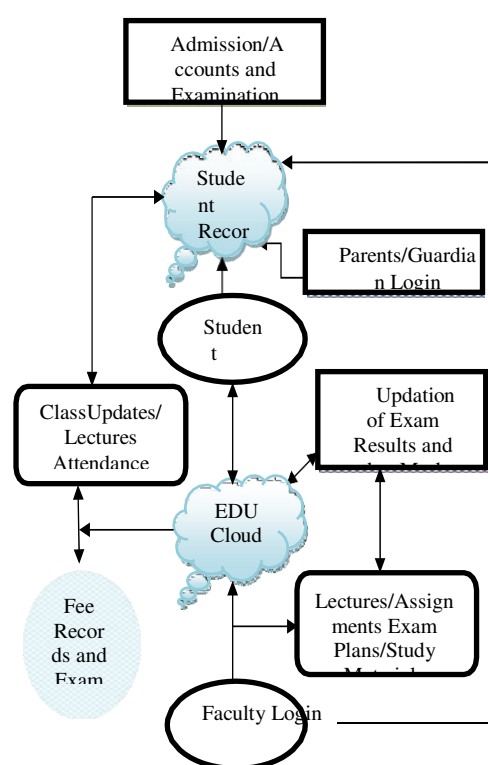 Admission/A
ccounts and
Examination
Stude
nt
Recor
Parents/Guardia
n Login
Studen
t
ClassUpdates/
Lectures
Attendance
Updation
of Exam
Results and
EDU
Cloud
Fee
Recor
ds and
Exam
Lectures/Assign
ments Exam
Plans/Study
Faculty Login